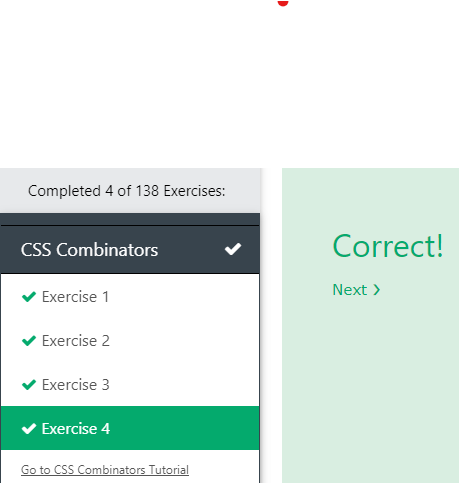 Completed 4 of 138 Exercises:
CSS Combinators
Exercise 1
Exercise 2
Exercise 3
Exercise 4
Go to CSS Combinators Tutorial
Correct!
Next ❯